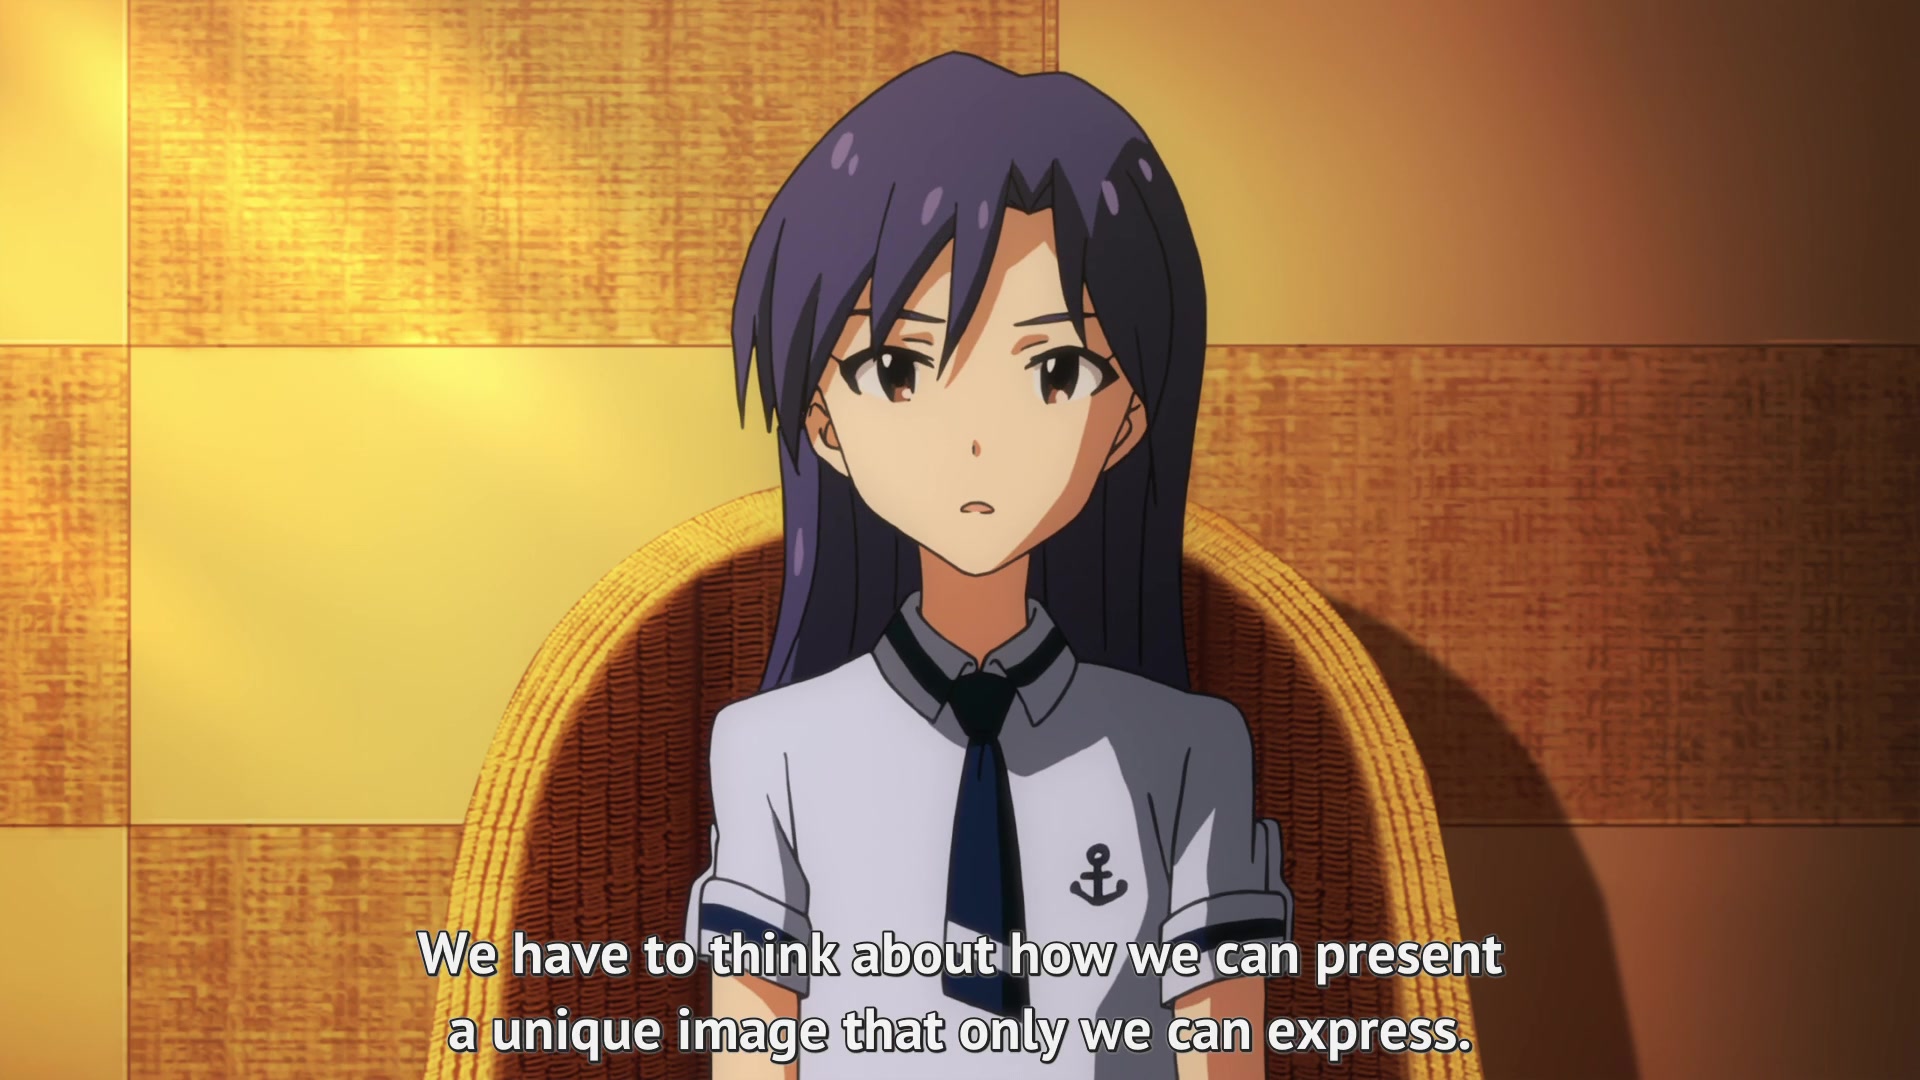 We have to think about how we can present
a unique image that only we can express.